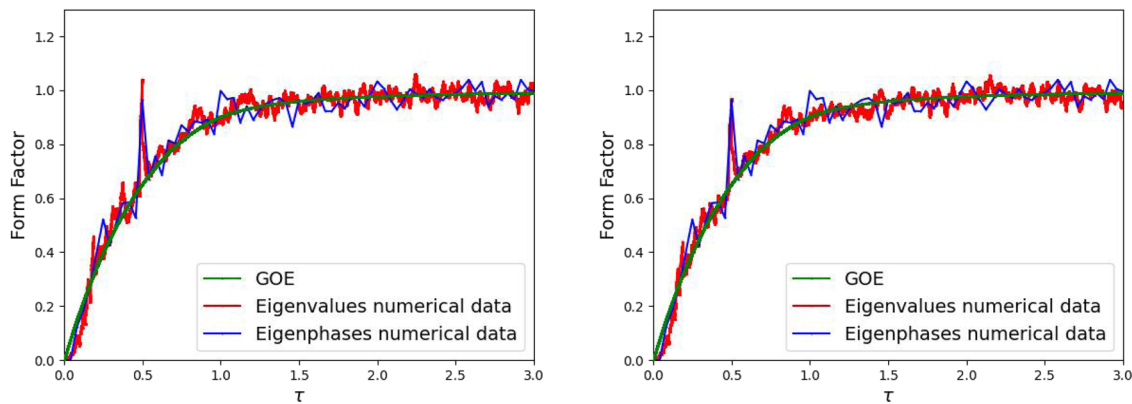 1.2
1.0
0.8
0.6
0.4
0.2
0.0
Form Factor
GOE
Eigenvalues numerical data
Eigenphases numerical data
0.0 0.5 1.0 1.5 2.0 2.5 3.0
τ
1.2
1.0
0.8
0.6
0.4
0.2
0.0
Form Factor
GOE
Eigenvalues numerical data
Eigenphases numerical data
0.0 0.5 1.0 1.5 2.0 2.5 3.0
τ